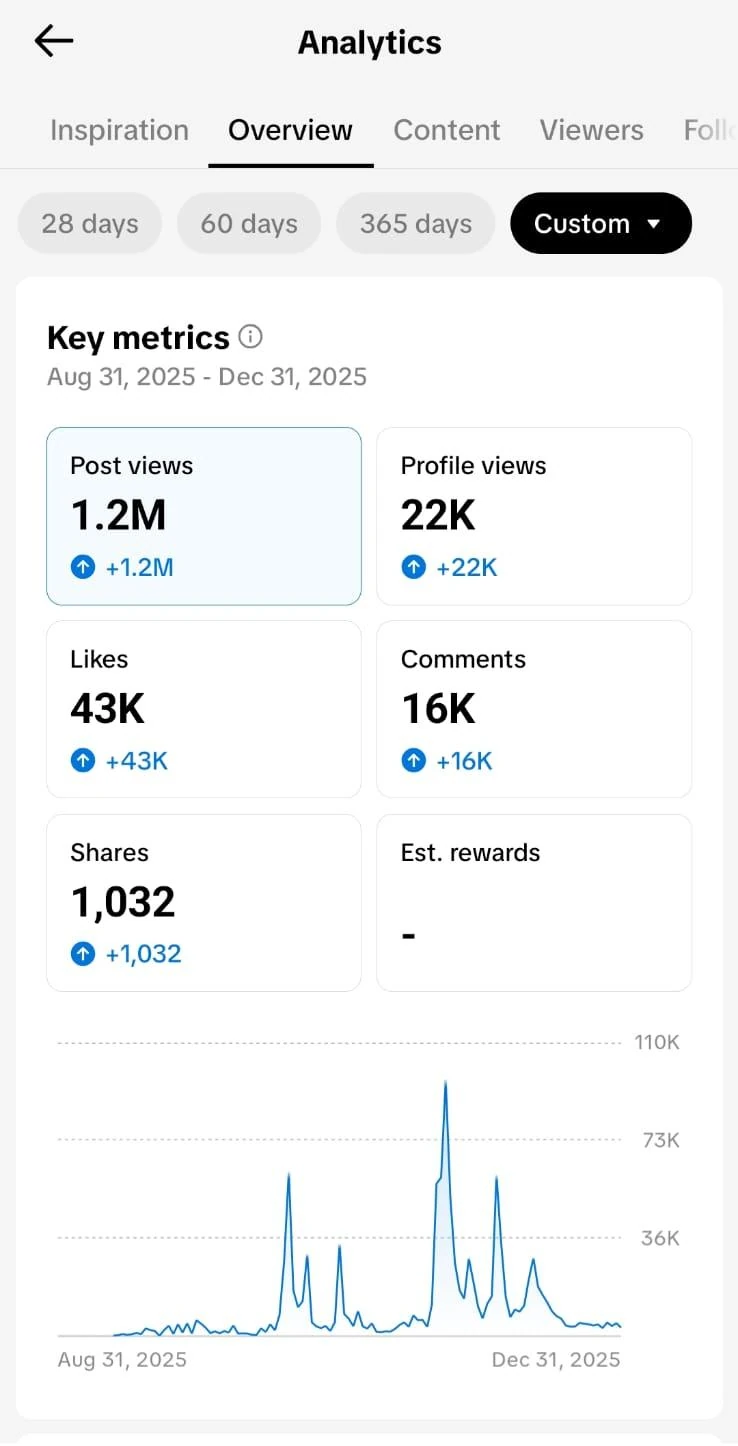 Analytics
Inspiration Overview Content Viewers Follo
28 days 60 days 365 days Custom
Key metrics
Aug 31, 2025 - Dec 31, 2025
Post views
1.2M
+1.2M
Profile views
22K
+22K
Likes
43K
+43K
Comments
16K
+16K
Shares
1,032
+1,032
Est. rewards
-
110K
73K
36K
Aug 31, 2025 Dec 31, 2025